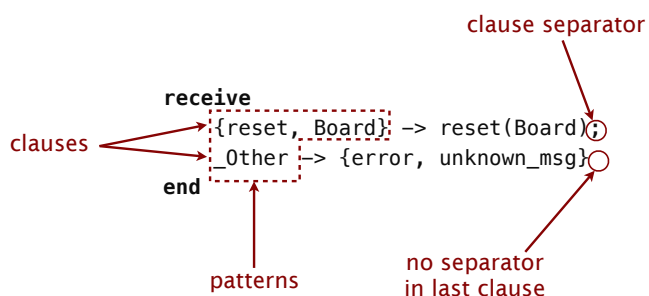 clause separator
receive
{reset, Board} -> reset(Board);
clauses
_Other -> {error, unknown_msg}
end
patterns
no separator
in last clause